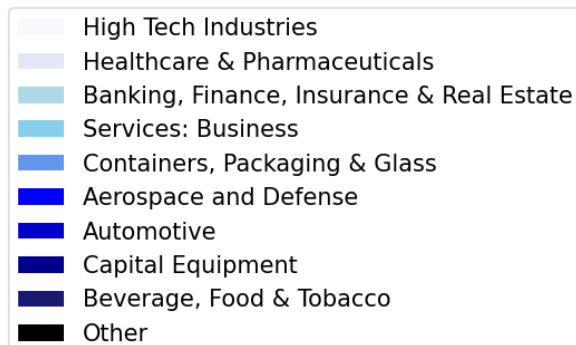 High Tech Industries
Healthcare & Pharmaceuticals
Banking, Finance, Insurance & Real Estate
Services: Business
Containers, Packaging & Glass
Aerospace and Defense
Automotive
Capital Equipment
Beverage, Food & Tobacco
Other